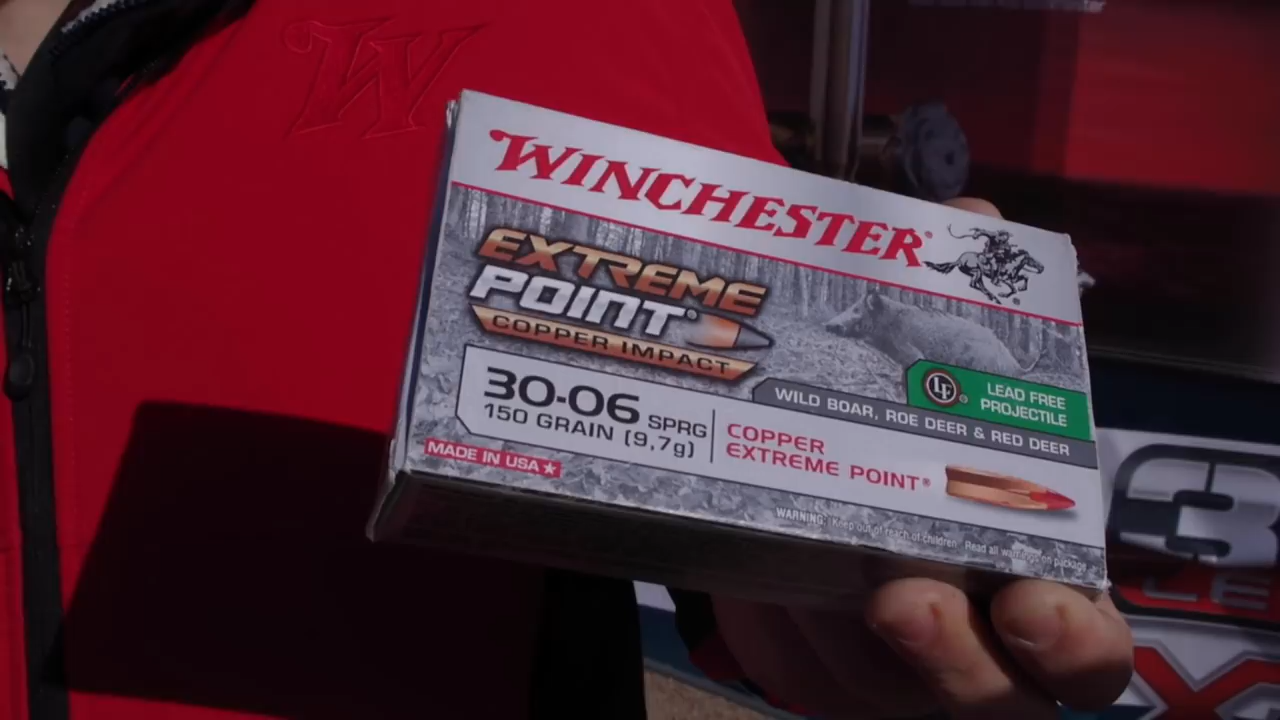 W
WINCHESTER®
EXTREME
POINT®
COPPER IMPACT
LF®
LEAD FREE
PROJECTILE
WILD BOAR, ROE DEER & RED DEER
30-06 SPRG
150 GRAIN (9,7g)
COPPER
EXTREME POINT®
MADE IN USA
WARNING: Keep out of reach of children. Read all warnings on package.
3
LE
X